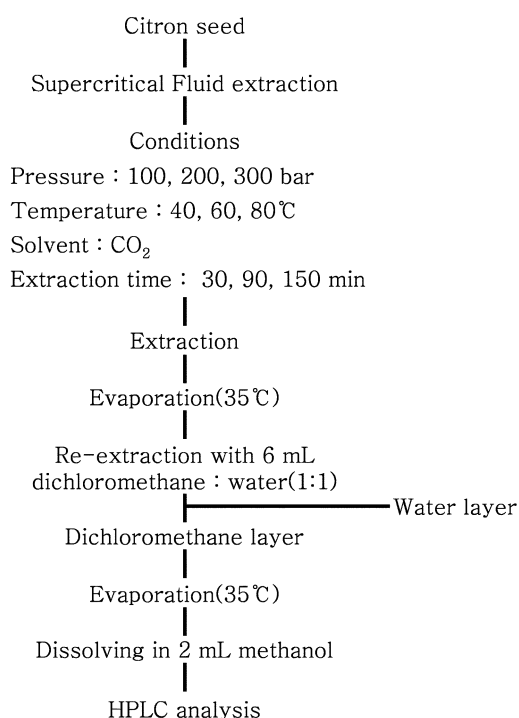 Citron seed
Supercritical Fluid extraction
Conditions
Pressure : 100, 200, 300 bar
Temperature : 40, 60, 80℃
Solvent : CO₂
Extraction time : 30, 90, 150 min
Extraction
Evaporation(35℃)
Re-extraction with 6 mL
dichloromethane : water(1:1)
Water layer
Dichloromethane layer
Evaporation(35℃)
Dissolving in 2 mL methanol
HPLC analysis